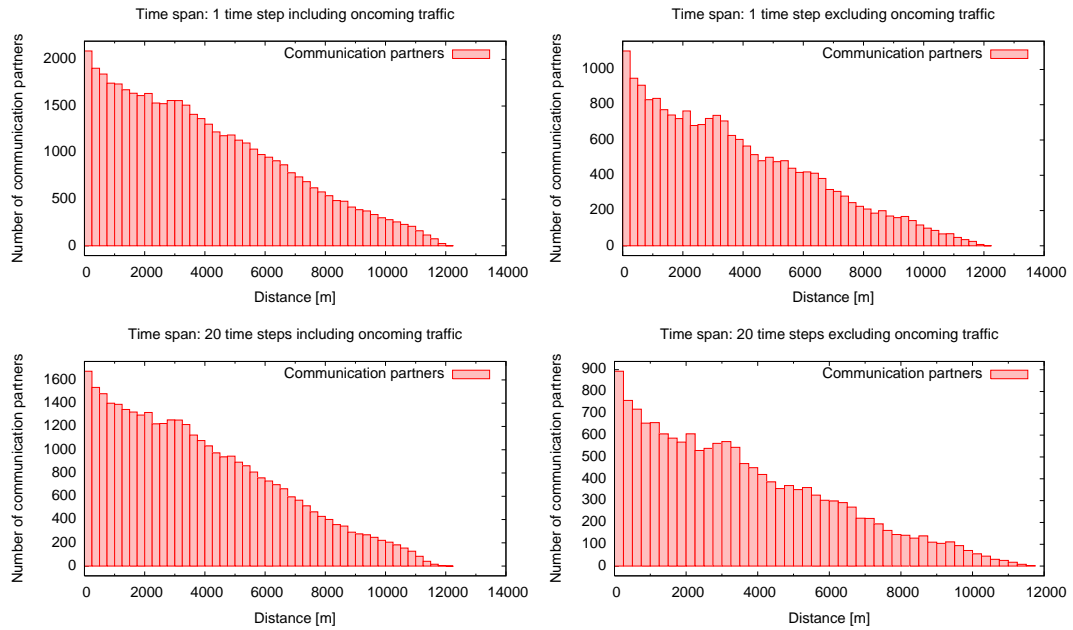 Time span: 1 time step including oncoming traffic
Number of communication partners
2000
1500
1000
500
0
Communication partners
0 2000 4000 6000 8000 10000 12000 14000
Distance [m]
Time span: 1 time step excluding oncoming traffic
Number of communication partners
1000
800
600
400
200
0
Communication partners
0 2000 4000 6000 8000 10000 12000 14000
Distance [m]
Time span: 20 time steps including oncoming traffic
Number of communication partners
1600
1400
1200
1000
800
600
400
200
0
Communication partners
0 2000 4000 6000 8000 10000 12000 14000
Distance [m]
Time span: 20 time steps excluding oncoming traffic
Number of communication partners
900
800
700
600
500
400
300
200
100
0
Communication partners
0 2000 4000 6000 8000 10000 12000
Distance [m]